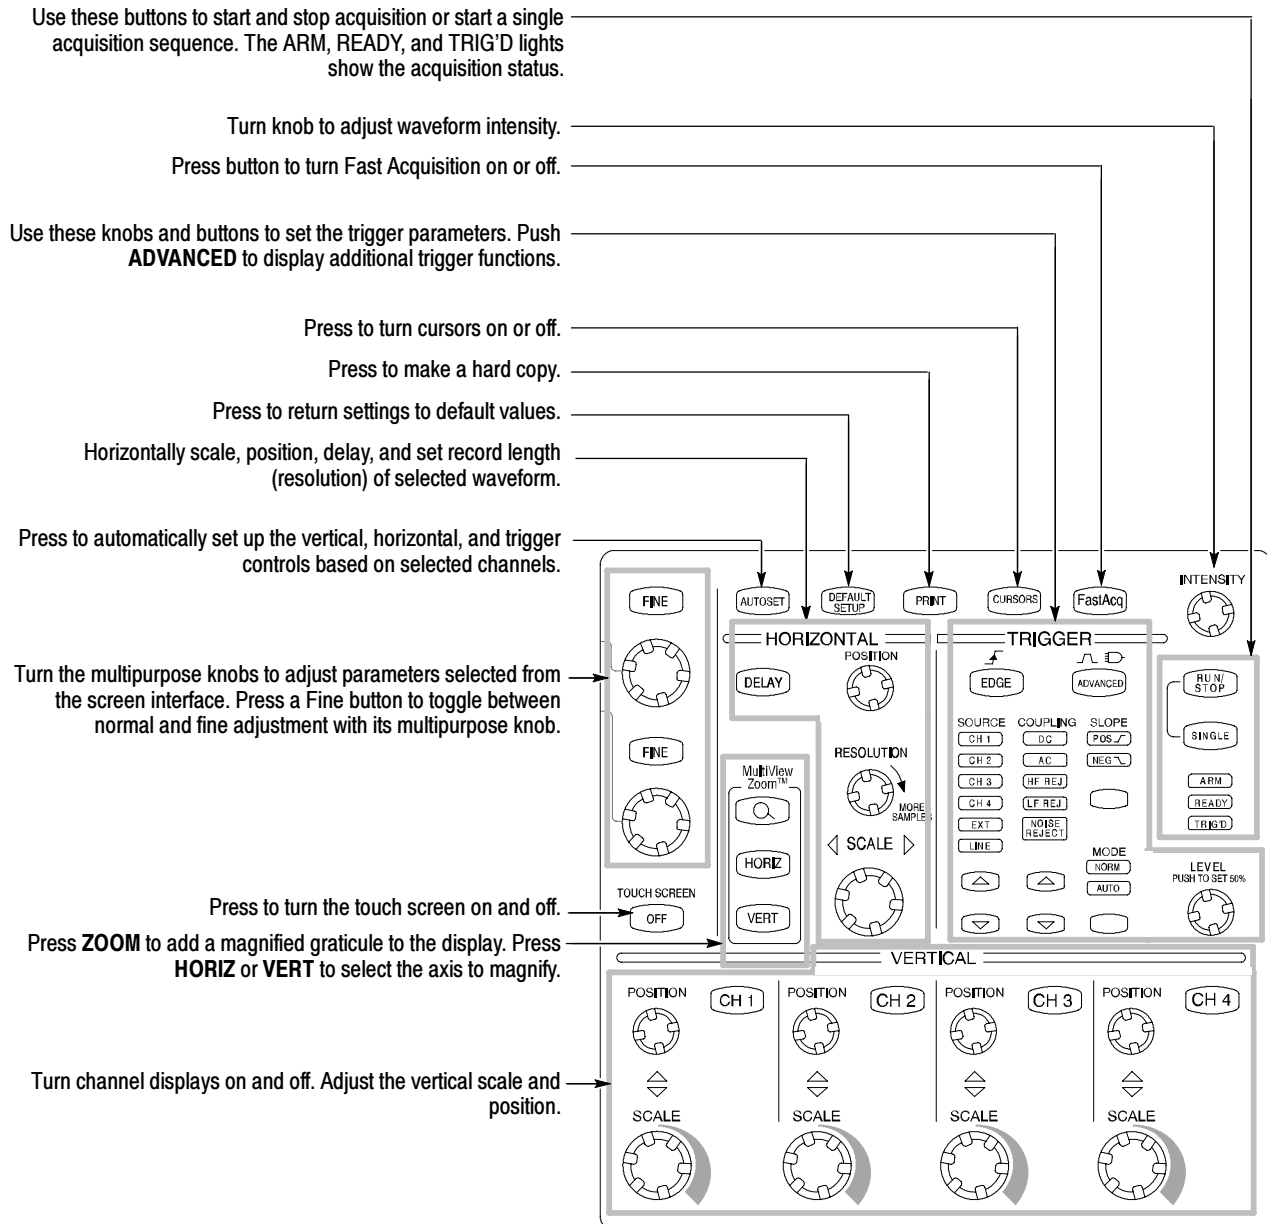 Use these buttons to start and stop acquisition or start a single
acquisition sequence. The ARM, READY, and TRIG'D lights
show the acquisition status.
Turn knob to adjust waveform intensity.
Press button to turn Fast Acquisition on or off.
Use these knobs and buttons to set the trigger parameters. Push
ADVANCED to display additional trigger functions.
Press to turn cursors on or off.
Press to make a hard copy.
Press to return settings to default values.
Horizontally scale, position, delay, and set record length
(resolution) of selected waveform.
Press to automatically set up the vertical, horizontal, and trigger
controls based on selected channels.
Turn the multipurpose knobs to adjust parameters selected from
the screen interface. Press a Fine button to toggle between
normal and fine adjustment with its multipurpose knob.
Press to turn the touch screen on and off.
Press ZOOM to add a magnified graticule to the display. Press
HORIZ or VERT to select the axis to magnify.
Turn channel displays on and off. Adjust the vertical scale and
position.
FINE
FINE
TOUCH SCREEN
OFF
AUTOSET
DEFAULT
SETUP
PRINT
CURSORS
FastAcq
INTENSITY
HORIZONTAL
POSITION
DELAY
RESOLUTION
MORE
SAMPLES
SCALE
MultiView
Zoom™
HORIZ
VERT
TRIGGER
EDGE
ADVANCED
SOURCE
CH 1
CH 2
CH 3
CH 4
EXT
LINE
COUPLING
DC
AC
HF REJ
LF REJ
NOISE
REJECT
SLOPE
POS
NEG
MODE
NORM
AUTO
RUN/
STOP
SINGLE
ARM
READY
TRIG'D
LEVEL
PUSH TO SET 50%
VERTICAL
POSITION
CH 1
SCALE
POSITION
CH 2
SCALE
POSITION
CH 3
SCALE
POSITION
CH 4
SCALE